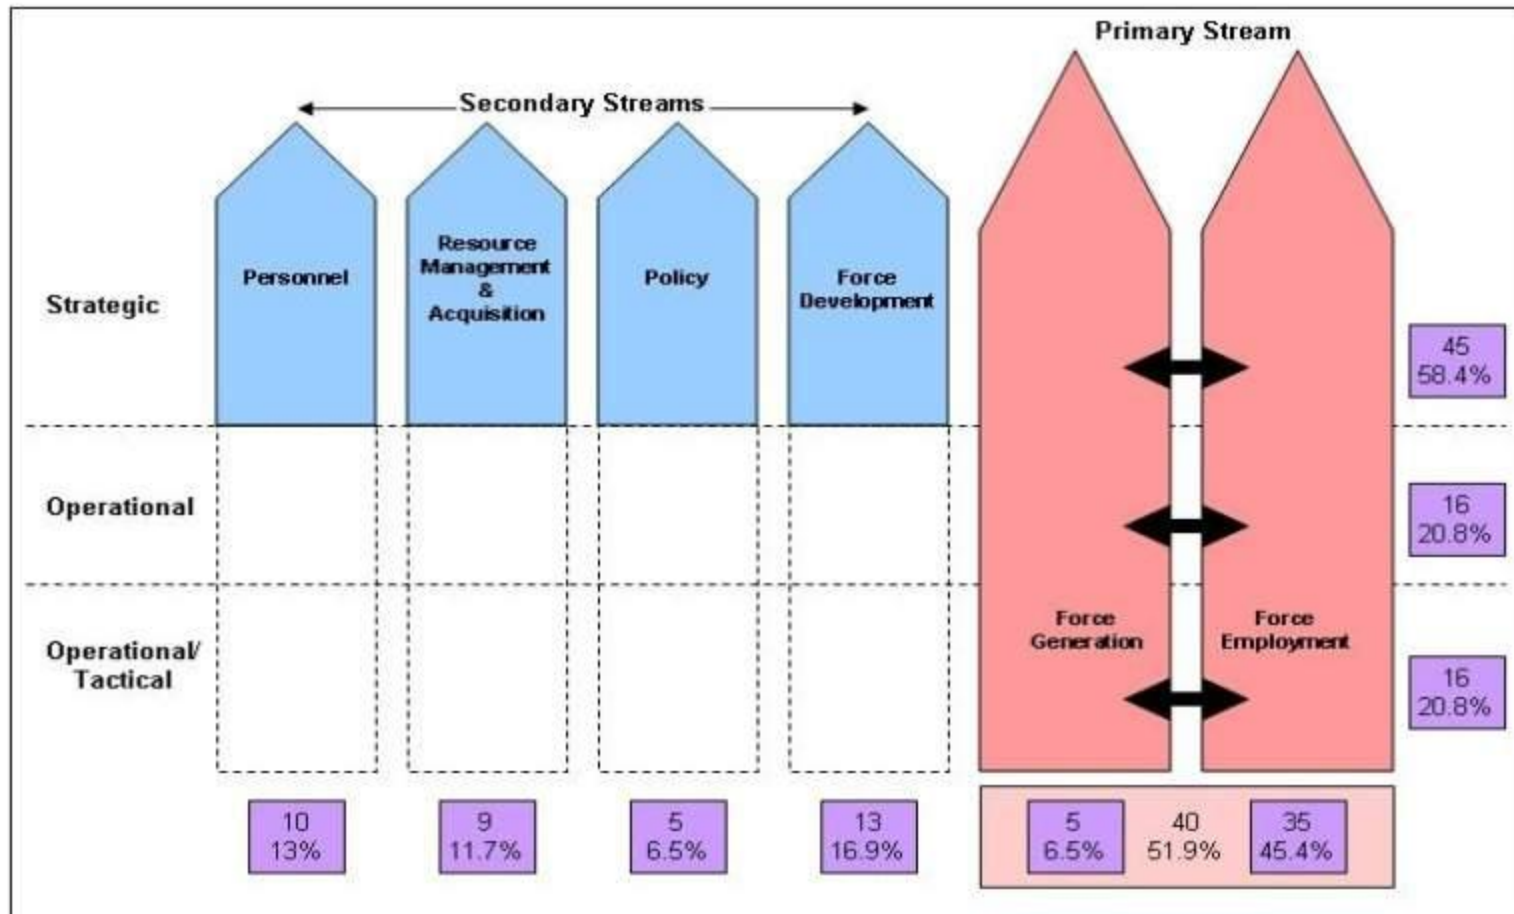 Primary Stream
Secondary Streams
Personnel
Resource
Management
&
Acquisition
Policy
Force
Development
Strategic
45
58.4%
Operational
16
20.8%
Operational/
Tactical
Force
Generation
Force
Employment
16
20.8%
10
13%
9
11.7%
5
6.5%
13
16.9%
5
6.5%
40
51.9%
35
45.4%